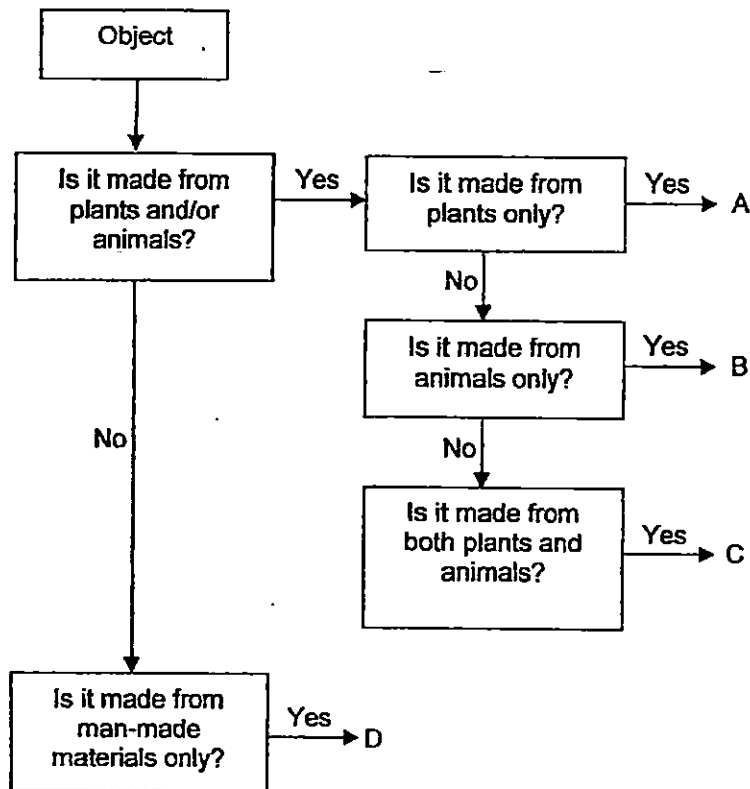 Object
Is it made from
plants and/or
animals?
Yes
Is it made from
plants only?
Yes
A
No
Is it made from
animals only?
Yes
B
No
No
Is it made from
both plants and
animals?
Yes
C
Is it made from
man-made
materials only?
Yes
D